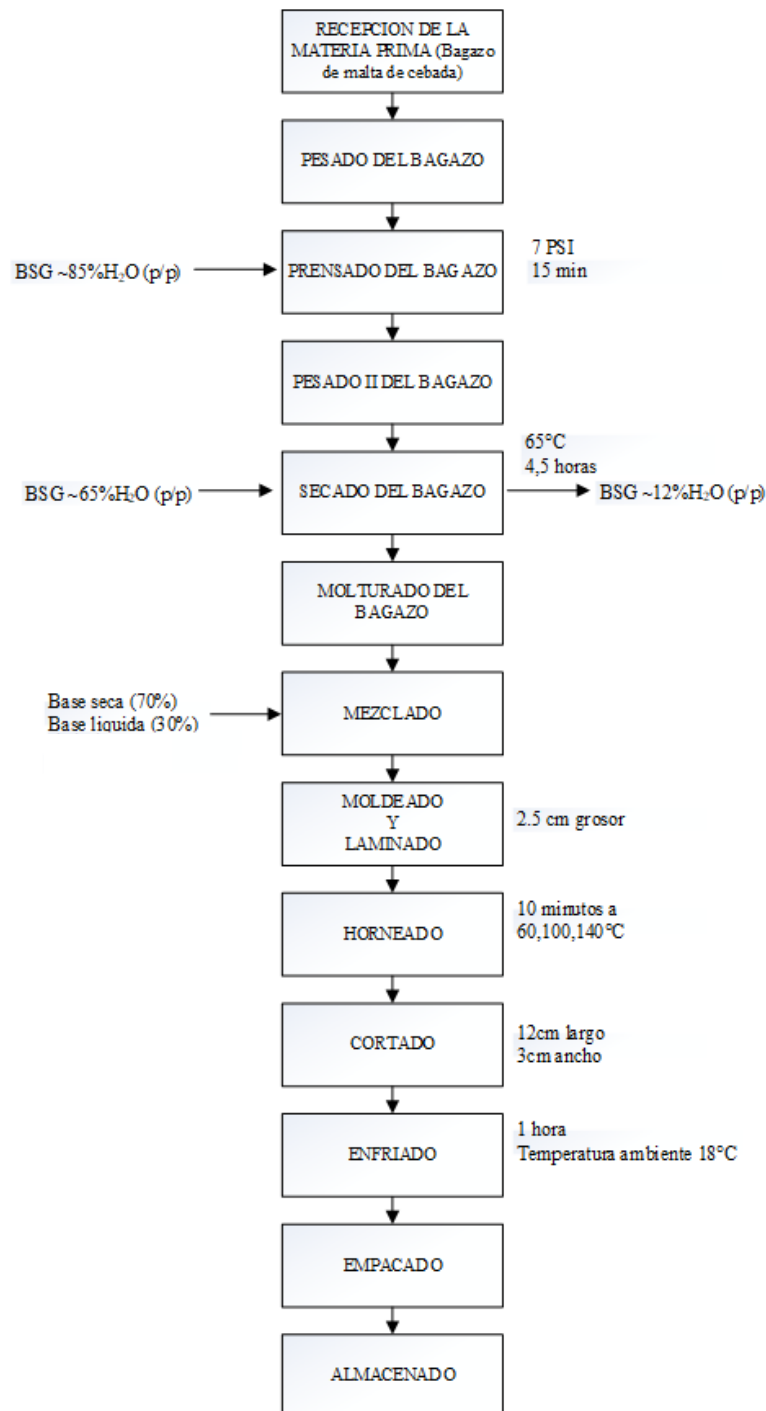 RECEPCION DE LA
MATERIA PRIMA (Bagazo
de malta de cebada)
PESADO DEL BAGAZO
BSG ~85%H₂O (p/p)
PRENSADO DEL BAGAZO
7 PSI
15 min
PESADO II DEL BAGAZO
BSG ~65%H₂O (p/p)
SECADO DEL BAGAZO
65°C
4,5 horas
BSG ~12%H₂O (p/p)
MOLTURADO DEL
BAGAZO
Base seca (70%)
Base liquida (30%)
MEZCLADO
MOLDEADO
Y
LAMINADO
2.5 cm grosor
HORNEADO
10 minutos a
60,100,140°C
CORTADO
12cm largo
3cm ancho
ENFRIADO
1 hora
Temperatura ambiente 18°C
EMPACADO
ALMACENADO